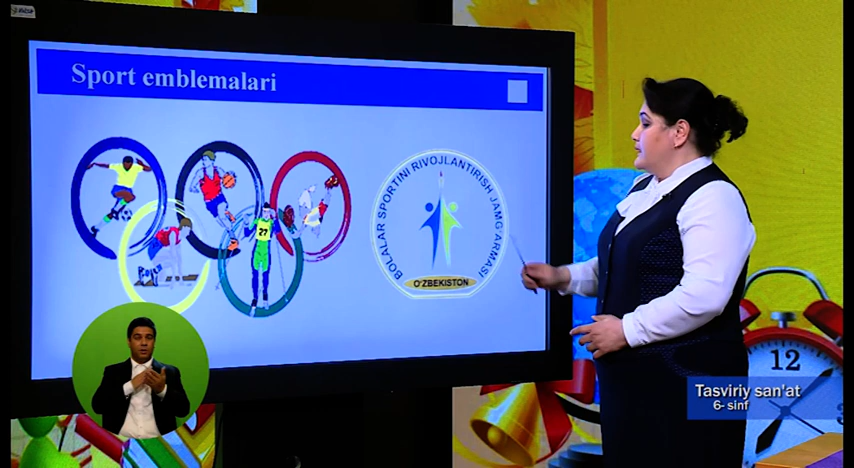 Sport emblemalari
BOLALAR SPORTINI RIVOJLANTIRISH JAMG'ARMASI
O'ZBEKISTON
27
12
Tasviriy san'at
6- sinf